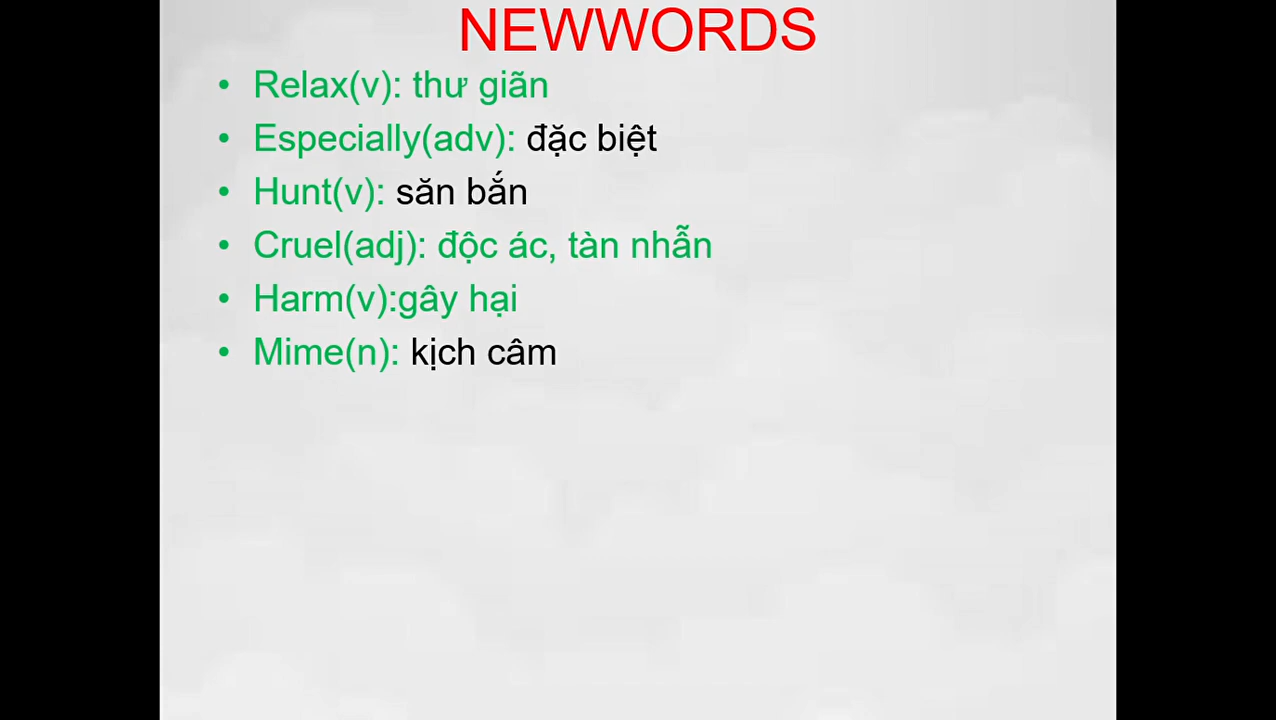 NEWWORDS
• Relax(v): thư giãn
• Especially(adv): đặc biệt
• Hunt(v): săn bắn
• Cruel(adj): độc ác, tàn nhẫn
• Harm(v):gây hại
• Mime(n): kịch câm